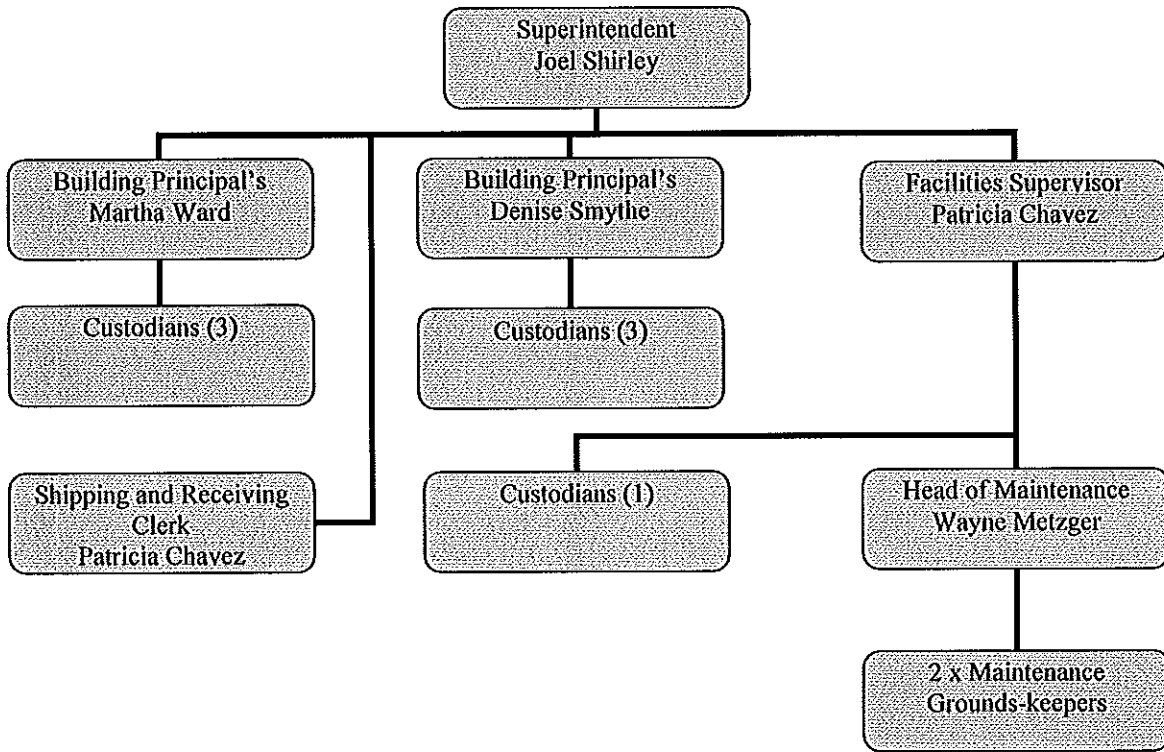 Superintendent
Joel Shirley
Building Principal's
Martha Ward
Building Principal's
Denise Smythe
Facilities Supervisor
Patricia Chavez
Custodians (3)
Custodians (3)
Shipping and Receiving
Clerk
Patricia Chavez
Custodians (1)
Head of Maintenance
Wayne Metzger
2 x Maintenance
Grounds-keepers